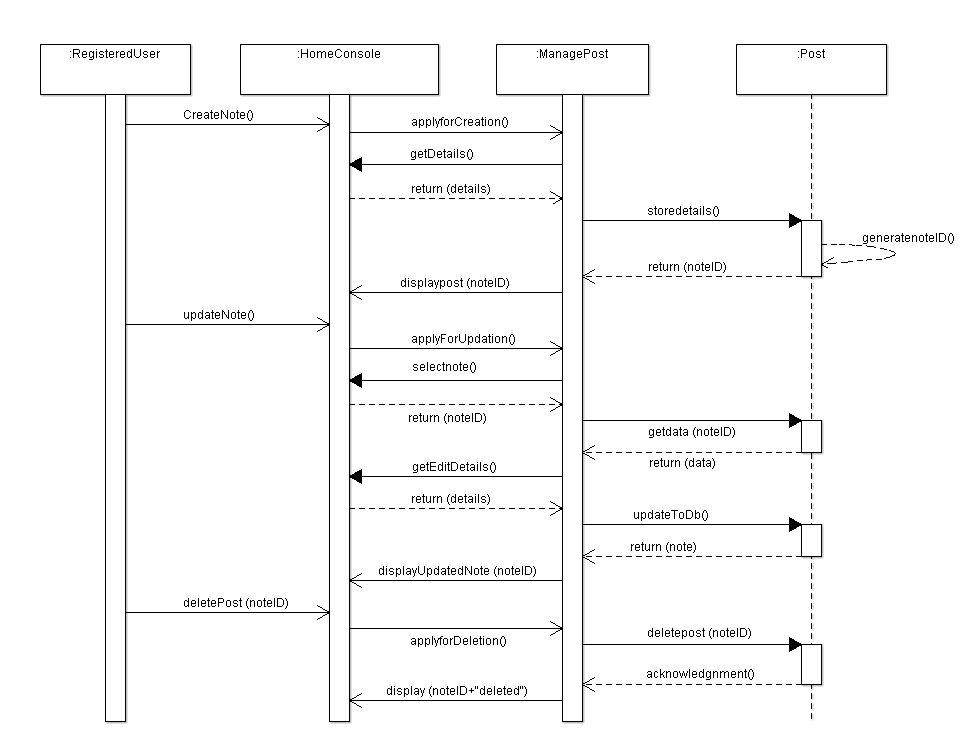 :RegisteredUser
:HomeConsole
:ManagePost
:Post
CreateNote()
applyforCreation()
getDetails()
return (details)
storedetails()
generatenoteID()
return (noteID)
displaypost (noteID)
updateNote()
applyForUpdation()
selectnote()
return (noteID)
getdata (noteID)
return (data)
getEditDetails()
return (details)
updateToDb()
return (note)
displayUpdatedNote (noteID)
deletePost (noteID)
applyforDeletion()
deletepost (noteID)
acknowledgnment()
display (noteID+"deleted")